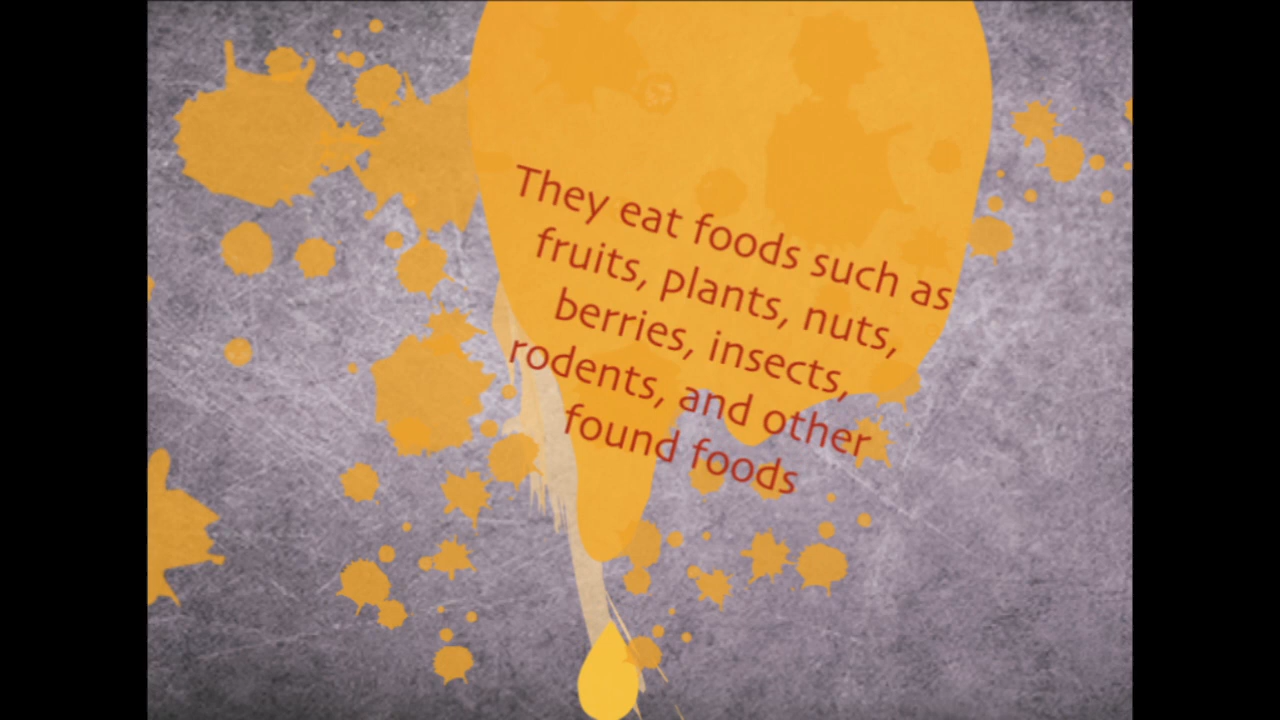 They eat foods such as
fruits, plants, nuts,
berries, insects,
rodents, and other
found foods